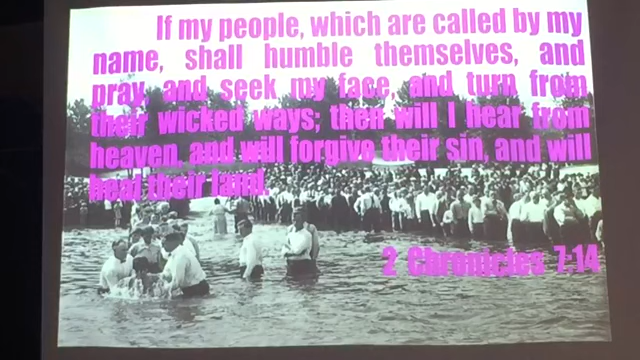 If my people, which are called by my
name, shall humble themselves, and
pray, and seek my face, and turn from
their wicked ways; then will I hear from
heaven, and will forgive their sin, and will
heal their land.
2 Chronicles 7:14